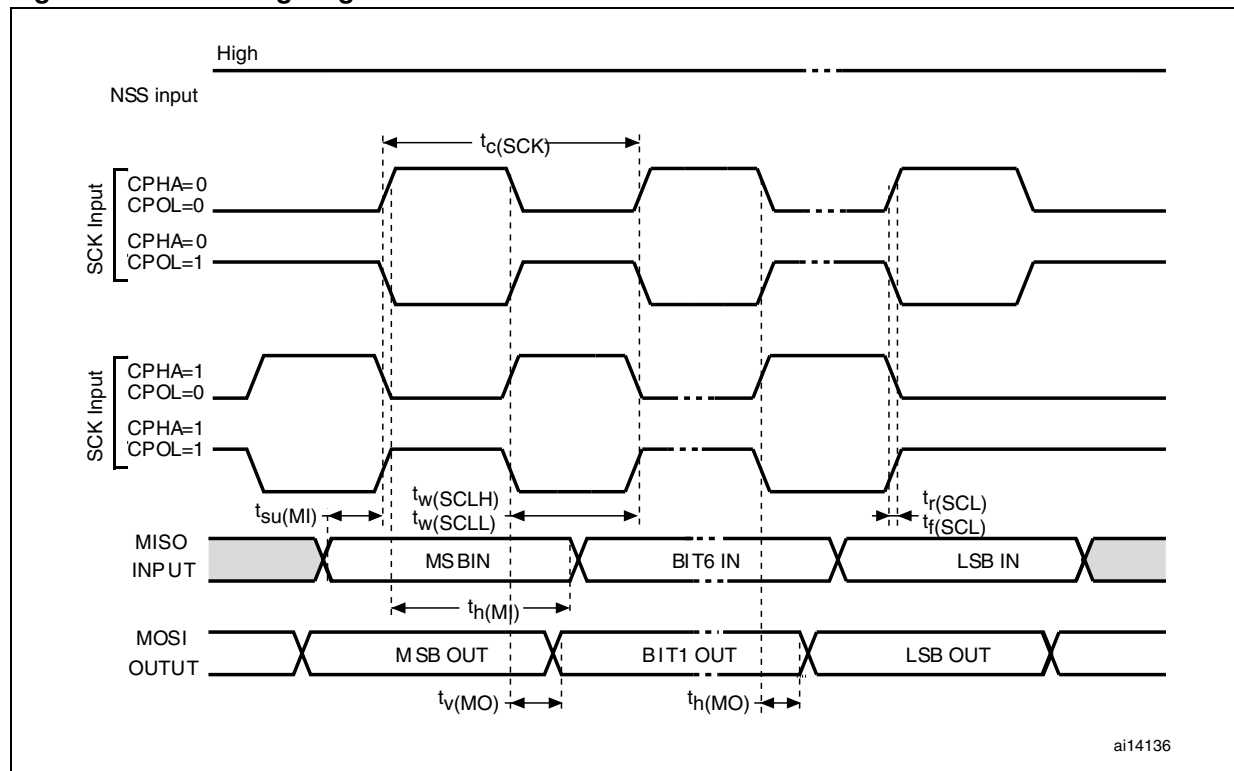 High
NSS input
tc(SCK)
SCK Input
CPHA=0
CPOL=0
CPHA=0
CPOL=1
SCK Input
CPHA=1
CPOL=0
CPHA=1
CPOL=1
tsu(MI)
tw(SCLH)
tw(SCLL)
tr(SCL)
tf(SCL)
MISO
INPUT
MSBIN
BIT6 IN
LSB IN
th(MI)
MOSI
OUTUT
MSB OUT
BIT1 OUT
LSB OUT
tv(MO)
th(MO)
ai14136